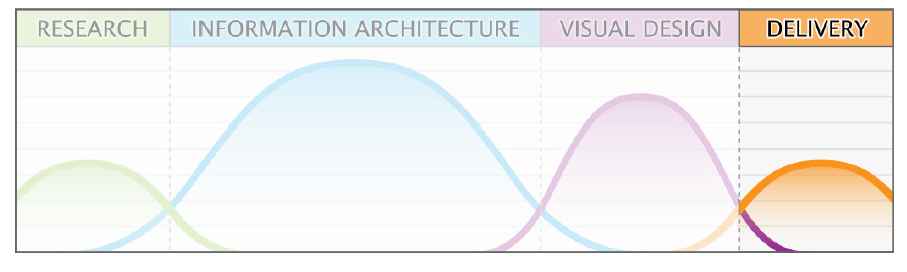 RESEARCH INFORMATION ARCHITECTURE VISUAL DESIGN DELIVERY